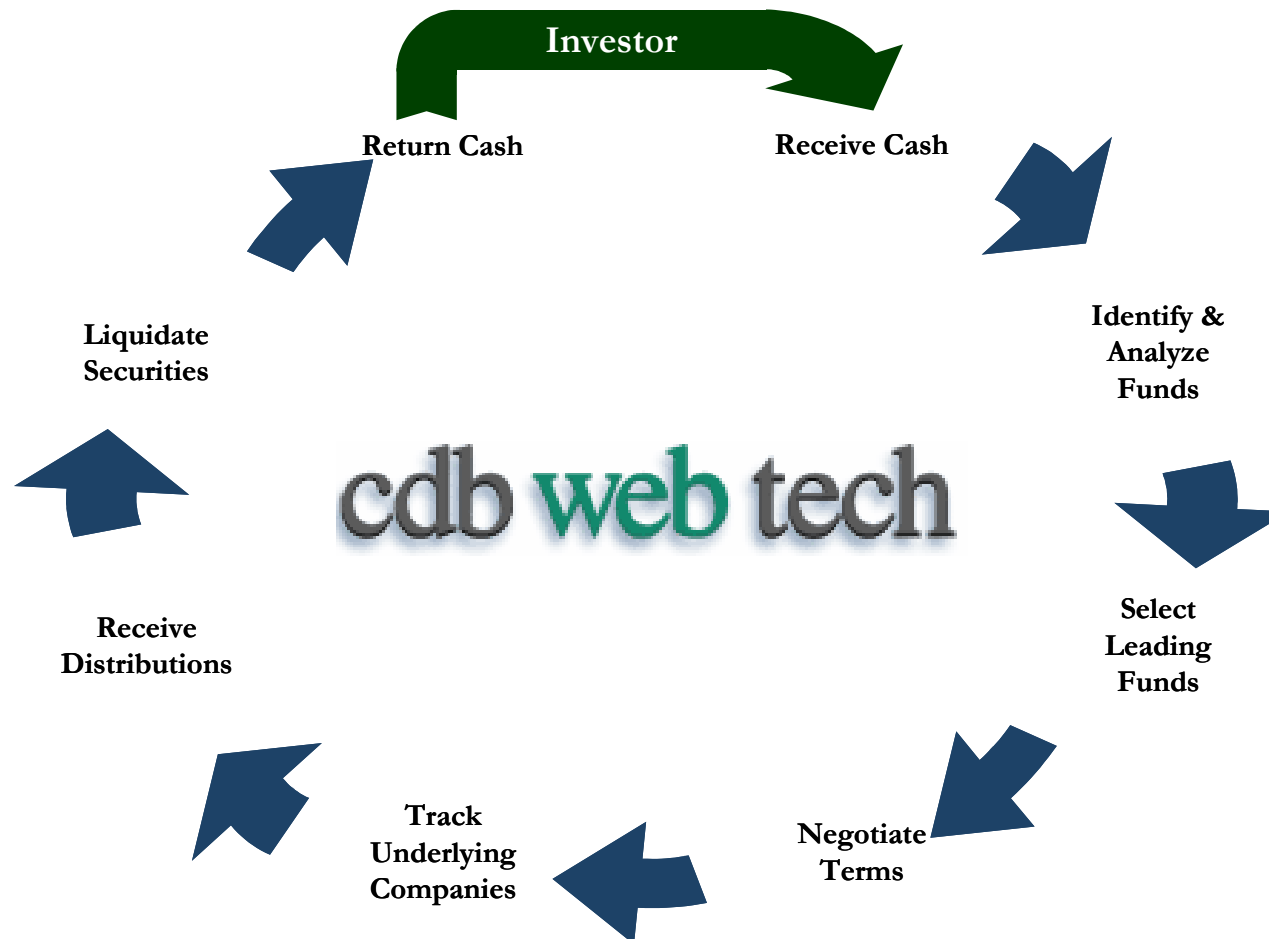 Investor
Return Cash
Receive Cash
Identify &
Analyze
Funds
Liquidate
Securities
cdb web tech
Select
Leading
Funds
Receive
Distributions
Negotiate
Terms
Track
Underlying
Companies